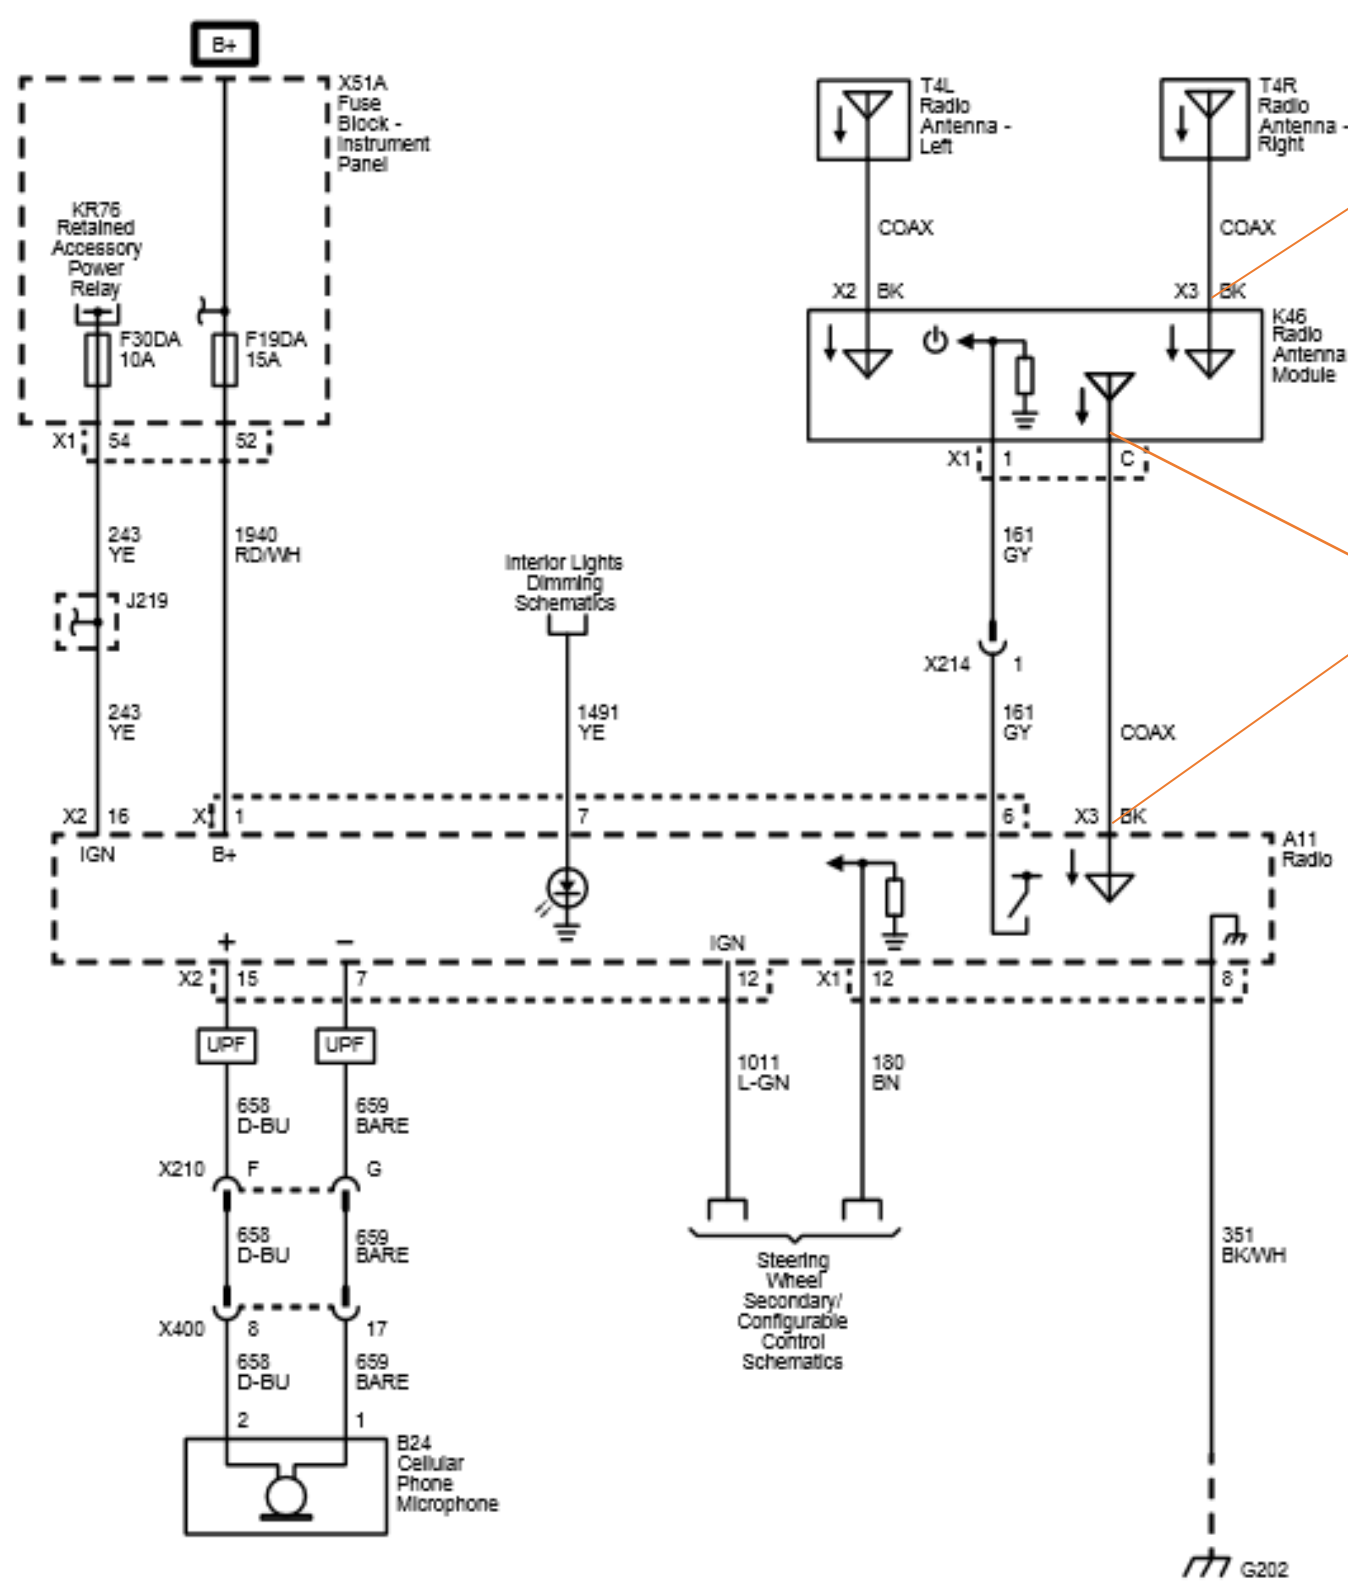 B+
X51A
Fuse
Block -
Instrument
Panel
T4L
Radio
Antenna -
Left
T4R
Radio
Antenna -
Right
KR76
Retained
Accessory
Power
Relay
COAX
COAX
X2 BK
X3 BK
F30DA
10A
F19DA
15A
K46
Radio
Antenna
Module
X1 54 52
X1 1 C
243
YE
1940
RD/WH
161
GY
Interior Lights
Dimming
Schematics
J219
X214 1
243
YE
1491
YE
161
GY
COAX
X2 16 X 1 7 6 X3 BK
IGN B+
A11
Radio
+ −
IGN
X2 15 7 12 X1 12 8
UPF UPF
1011
L-GN
180
BN
658
D-BU
659
BARE
X210 F G
658
D-BU
659
BARE
351
BK/WH
Steering
Wheel
Secondary/
Configurable
Control
Schematics
X400 8 17
658
D-BU
659
BARE
2 1
B24
Cellular
Phone
Microphone
G202